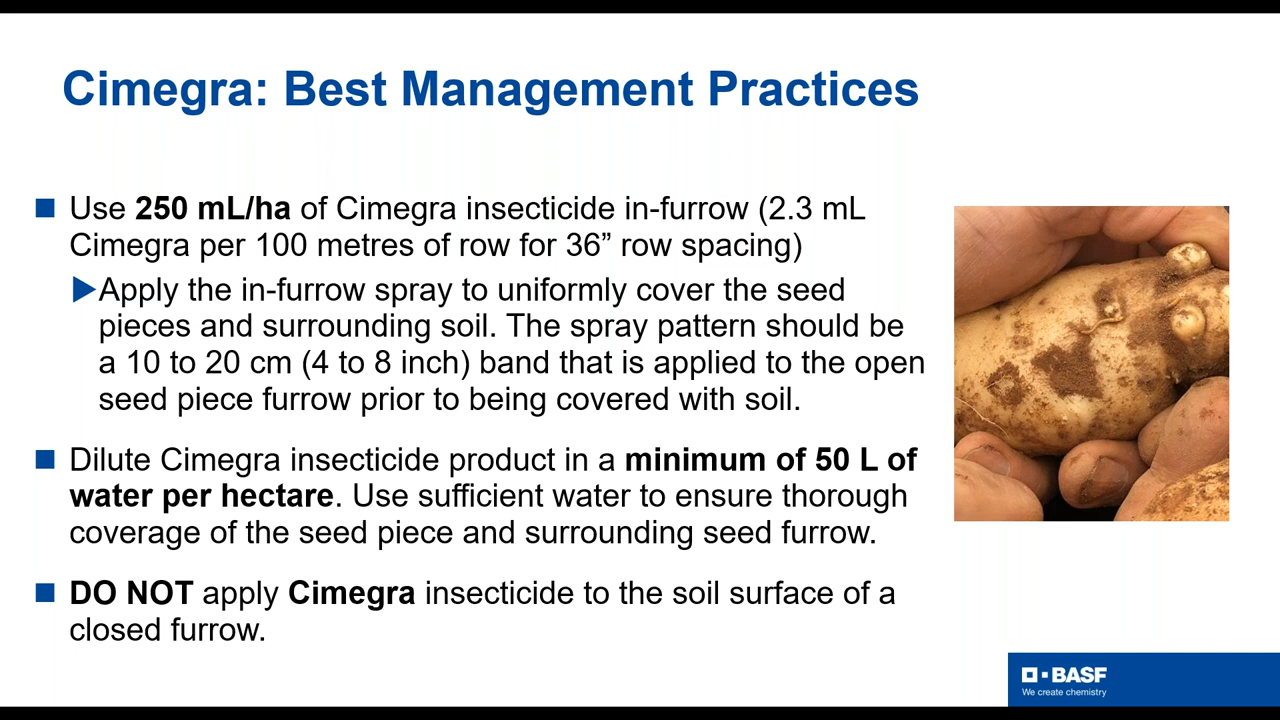 Cimegra: Best Management Practices
Use 250 mL/ha of Cimegra insecticide in-furrow (2.3 mL
Cimegra per 100 metres of row for 36” row spacing)
Apply the in-furrow spray to uniformly cover the seed
pieces and surrounding soil. The spray pattern should be
a 10 to 20 cm (4 to 8 inch) band that is applied to the open
seed piece furrow prior to being covered with soil.
Dilute Cimegra insecticide product in a minimum of 50 L of
water per hectare. Use sufficient water to ensure thorough
coverage of the seed piece and surrounding seed furrow.
DO NOT apply Cimegra insecticide to the soil surface of a
closed furrow.
BASF
We create chemistry